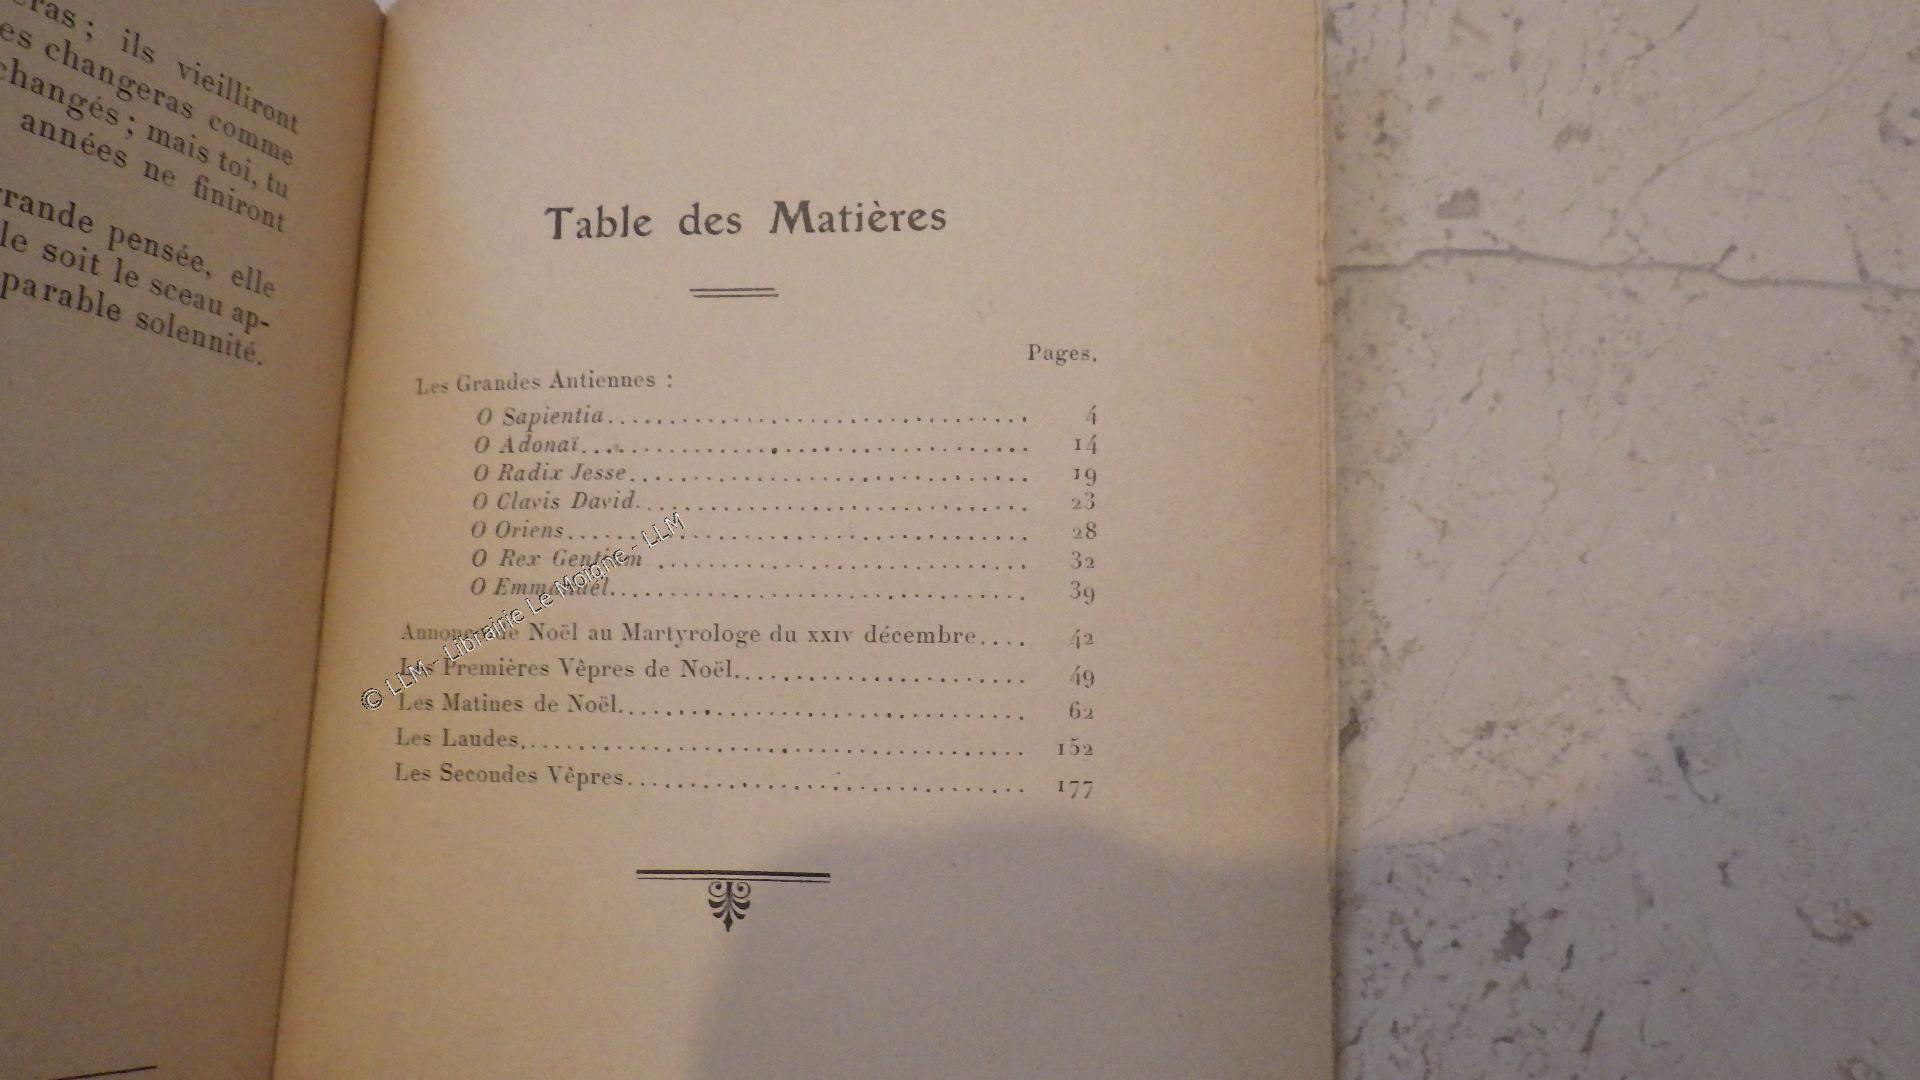 ras ; ils vieilliront
es changeras comme
changés ; mais toi, tu
années ne finiront
rande pensée, elle
le soit le sceau ap-
parable solennité.
Table des Matières
Pages.
Les Grandes Antiennes :
O Sapientia 4
O Adonaï 14
O Radix Jesse 19
O Clavis David 23
O Oriens 28
O Rex Gentium 32
O Emmanuel 39
Annonce de Noël au Martyrologe du XXIV décembre 42
Les Premières Vêpres de Noël 49
Les Matines de Noël 62
Les Laudes 152
Les Secondes Vêpres 177
© LLM - Librairie Le Moigne - LLM